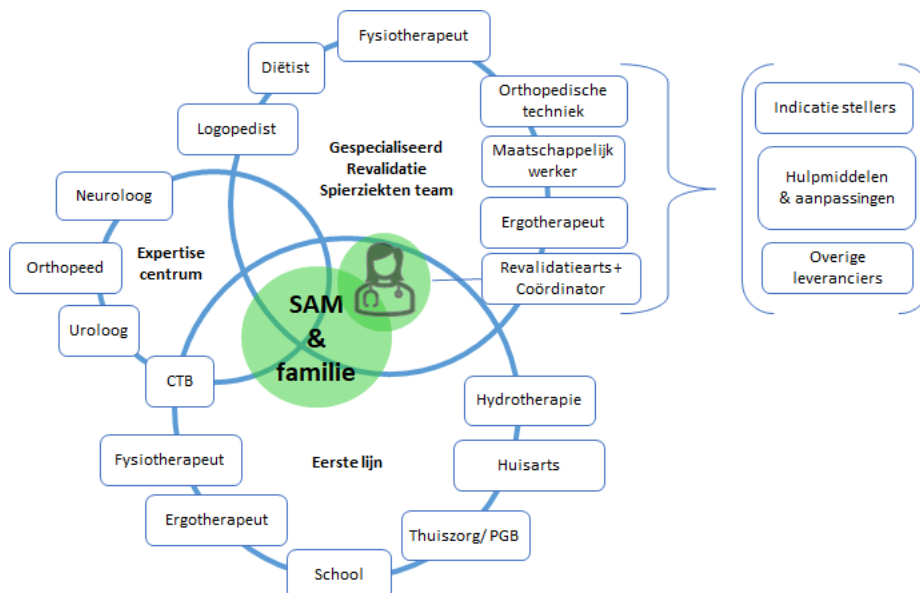 Fysiotherapeut
Diëtist
Logopedist
Gespecialiseerd
Revalidatie
Spierziekten team
Orthopedische
techniek
Maatschappelijk
werker
Ergotherapeut
Revalidatiearts+
Coördinator
Indicatie stellers
Hulpmiddelen
& aanpassingen
Overige
leveranciers
Neuroloog
Orthopeed
Uroloog
CTB
Expertise
centrum
SAM
&
familie
Eerste lijn
Hydrotherapie
Huisarts
Thuiszorg/ PGB
School
Ergotherapeut
Fysiotherapeut